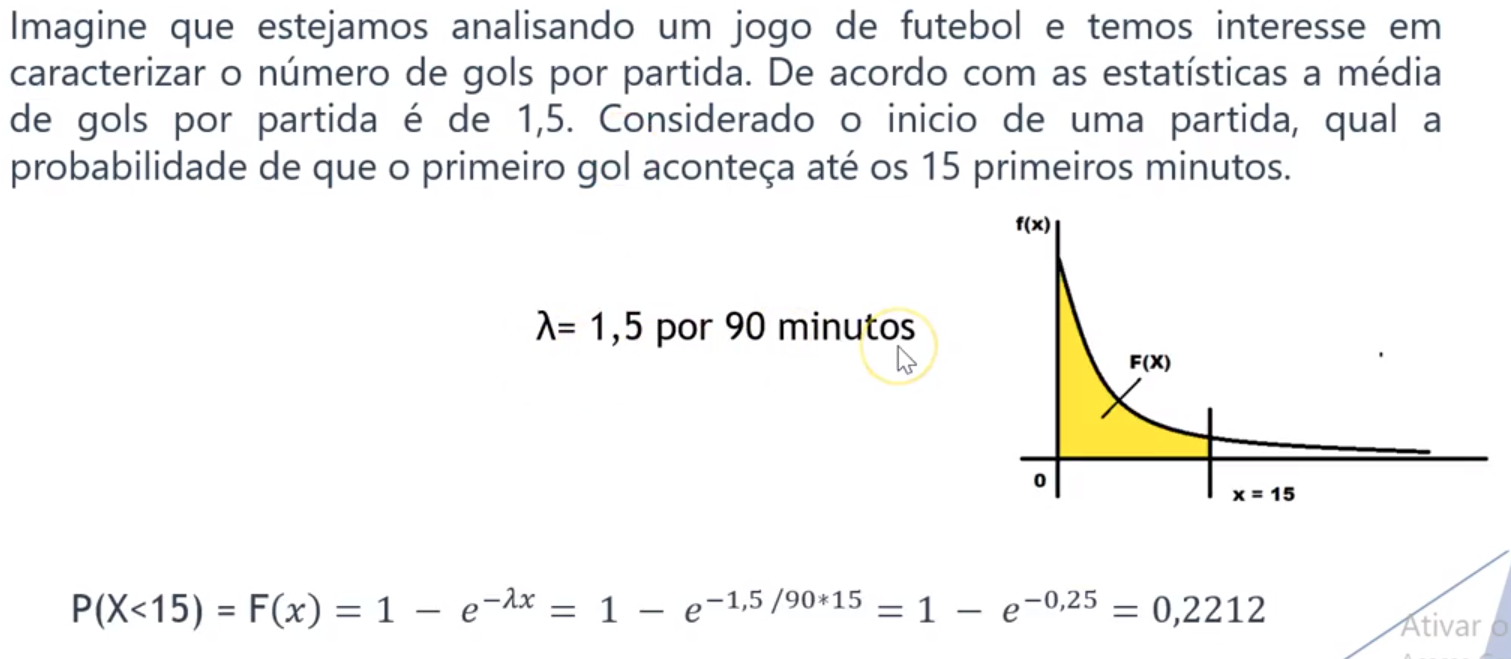 Imagine que estejamos analisando um jogo de futebol e temos interesse em
caracterizar o número de gols por partida. De acordo com as estatísticas a média
de gols por partida é de 1,5. Considerado o inicio de uma partida, qual a
probabilidade de que o primeiro gol aconteça até os 15 primeiros minutos.
f(x)
λ= 1,5 por 90 minutos
F(X)
0
x = 15
P(X<15) = F(x) = 1 − e^{−λx} = 1 − e^{−1,5 /90*15} = 1 − e^{−0,25} = 0,2212
Ativar o